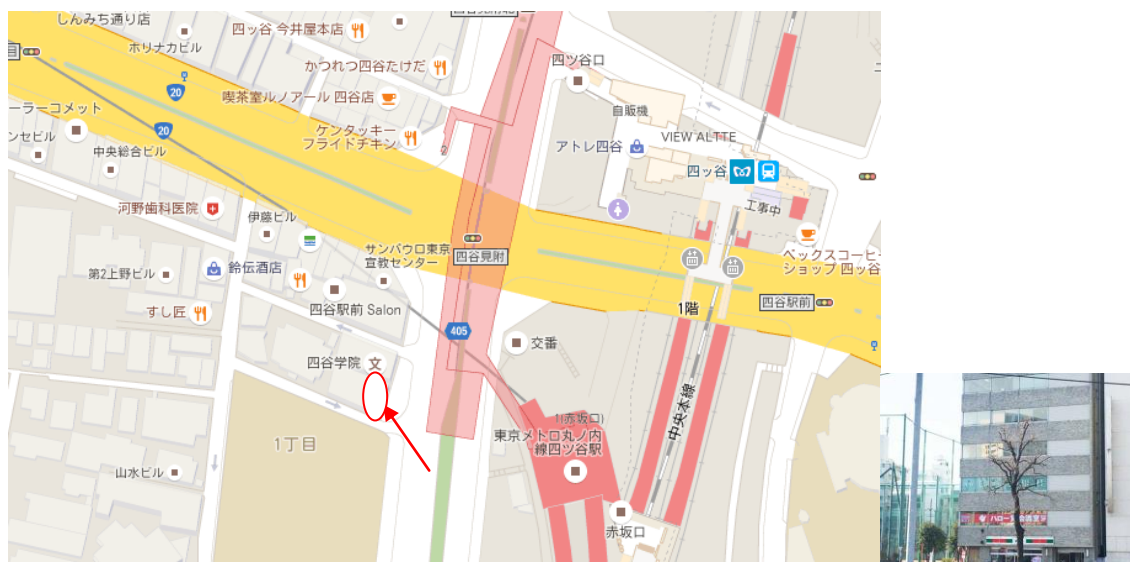 しんみち通り店
四谷見附北
四ッ谷 今井屋本店
ホリナカビル
目
四ツ谷口
かつれつ四谷たけだ
20
喫茶室ルノアール 四谷店
自販機
ーラーコメット
20
ケンタッキー
フライドチキン
VIEW ALTTE
ンセビル
中央総合ビル
アトレ四谷
四ッ谷
河野歯科医院
伊藤ビル
工事中
サンパウロ東京
宣教センター
四谷見附
ベックスコーヒー
ショップ 四ッ谷
第2上野ビル
鈴伝酒店
四谷駅前
すし匠
四谷駅前 Salon
1階
405
交番
四谷学院
文
中央本線
1(赤坂口)
1丁目
東京メトロ丸ノ内
線四ツ谷駅
山水ビル
赤坂口
ハロー